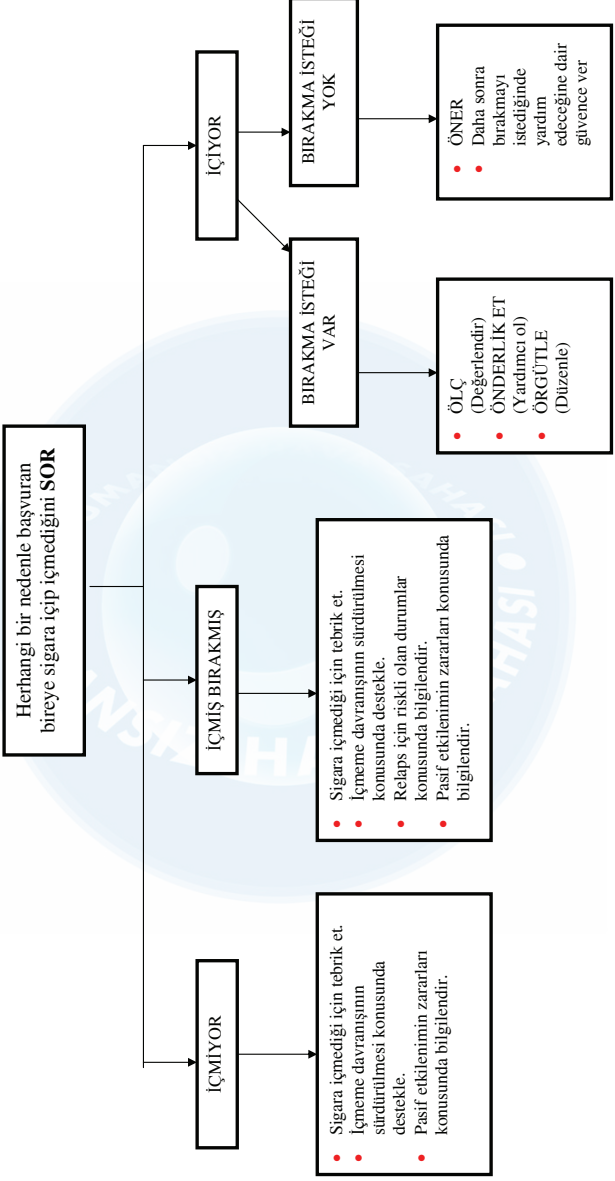 Herhangi bir nedenle başvuran
bireye sigara içip içmediğini SOR
İÇMİYOR
• Sigara içmediği için tebrik et.
• İçmeme davranışının
sürdürülmesi konusunda
destekle.
• Pasif etkilenimin zararları
konusunda bilgilendir.
İÇMİŞ BIRAKMIŞ
• Sigara içmediği için tebrik et.
• İçmeme davranışının sürdürülmesi
konusunda destekle.
• Relaps için riskli olan durumlar
konusunda bilgilendir.
• Pasif etkilenimin zararları konusunda
bilgilendir.
İÇİYOR
BIRAKMA İSTEĞİ
VAR
• ÖLÇ
(Değerlendir)
• ÖNDERLİK ET
(Yardımcı ol)
• ÖRGÜTLE
(Düzenle)
BIRAKMA İSTEĞİ
YOK
• ÖNER
• Daha sonra
bırakmayı
istediğinde
yardım
edeceğine dair
güvence ver